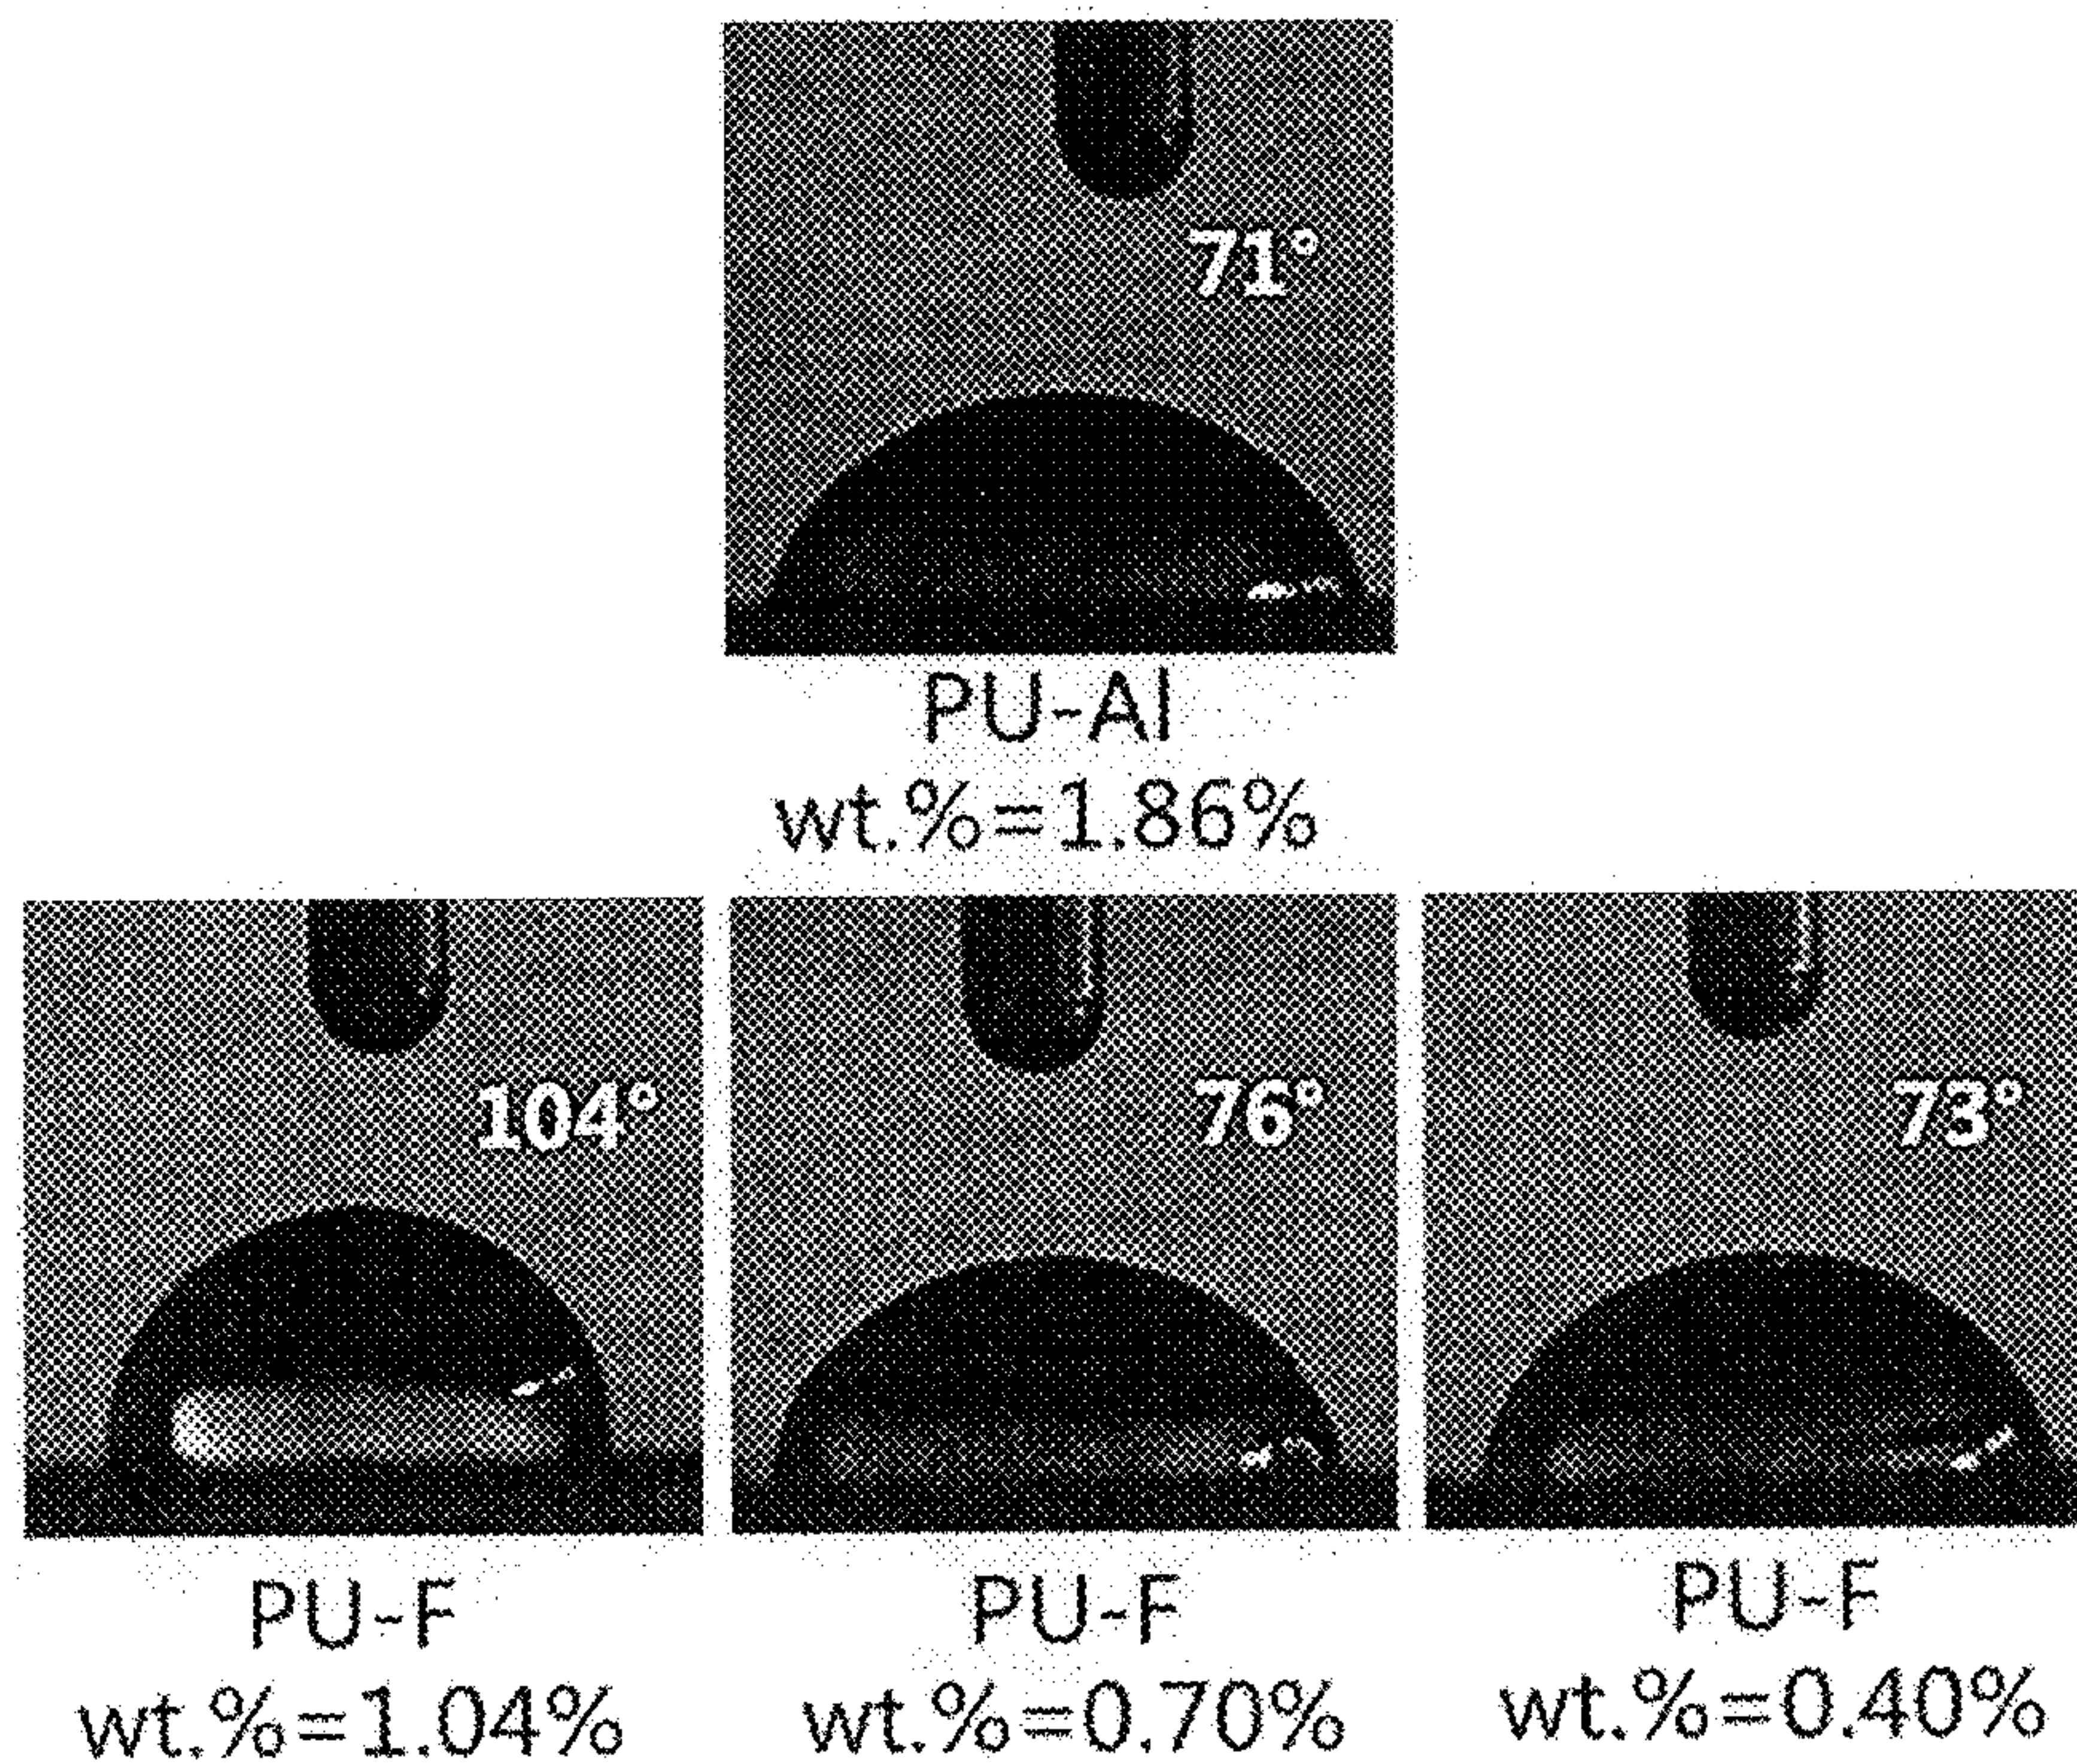 71°
PU-Al
wt.%=1.86%
104°
76°
73°
PU-F
PU-F
PU-F
wt.%=1.04%
wt.%=0.70%
wt.%=0.40%